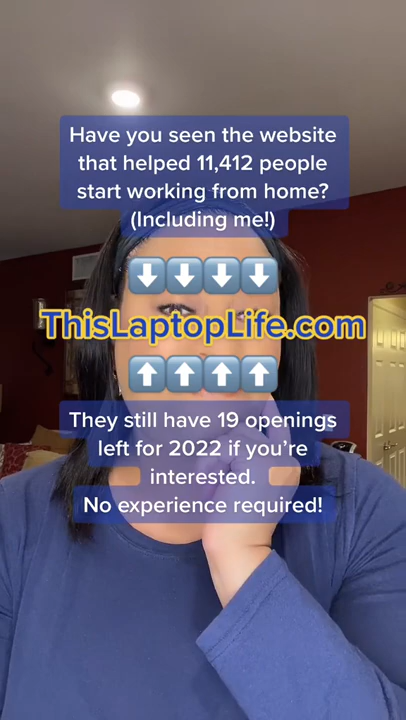 Have you seen the website
that helped 11,412 people
start working from home?
(Including me!)
ThisLaptopLife.com
They still have 19 openings
left for 2022 if you’re
interested.
No experience required!